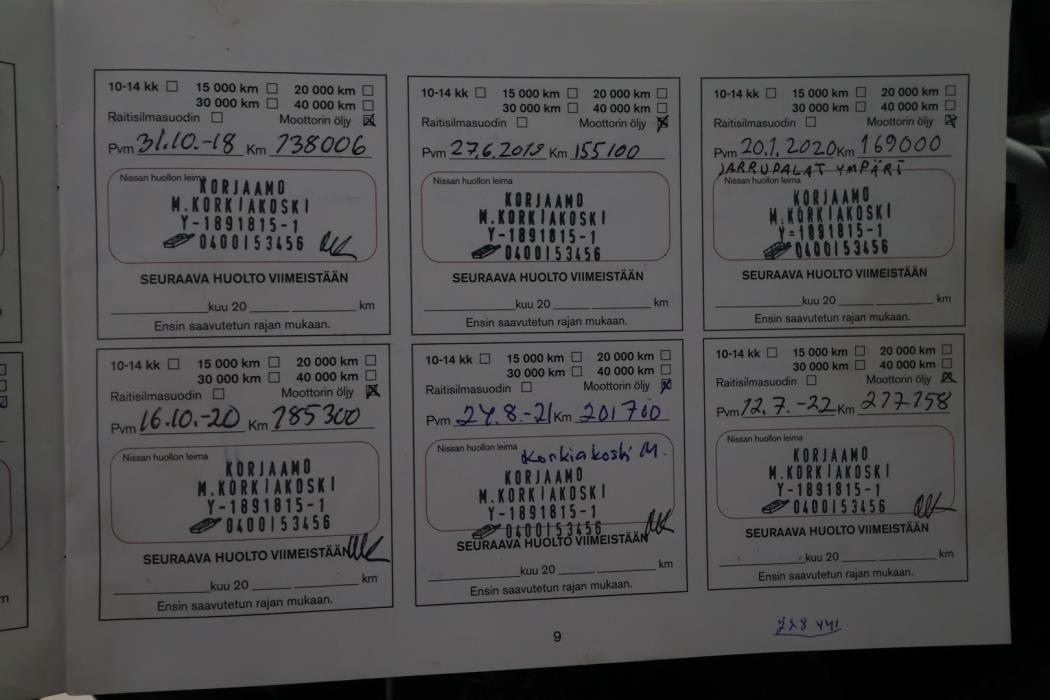 10-14 kk ☐ 15 000 km ☐ 20 000 km ☐
30 000 km ☐ 40 000 km ☐
Raitisilmasuodin ☐ Moottorin öljy ☒
Pvm 31.10.-18 Km 138006
Nissan huollon leima
KORJAAMO
M.KORKIAKOSKI
Y-1891815-1
0400153456
SEURAAVA HUOLTO VIIMEISTÄÄN
kuu 20 km
Ensin saavutetun rajan mukaan.
10-14 kk ☐ 15 000 km ☐ 20 000 km ☐
30 000 km ☐ 40 000 km ☐
Raitisilmasuodin ☐ Moottorin öljy ☒
Pvm 27.6.2019 Km 155100
Nissan huollon leima
KORJAAMO
M.KORKIAKOSKI
Y-1891815-1
0400153456
SEURAAVA HUOLTO VIIMEISTÄÄN
kuu 20 km
Ensin saavutetun rajan mukaan.
10-14 kk ☐ 15 000 km ☐ 20 000 km ☐
30 000 km ☐ 40 000 km ☐
Raitisilmasuodin ☐ Moottorin öljy ☒
Pvm 20.1.2020 Km 169000
JARRUPALAT YMPÄRI
Nissan huollon leima
KORJAAMO
M.KORKIAKOSKI
Y-1891815-1
0400153456
SEURAAVA HUOLTO VIIMEISTÄÄN
kuu 20 km
Ensin saavutetun rajan mukaan.
10-14 kk ☐ 15 000 km ☐ 20 000 km ☐
30 000 km ☐ 40 000 km ☐
Raitisilmasuodin ☐ Moottorin öljy ☒
Pvm 16.10.-20 Km 185300
Nissan huollon leima
KORJAAMO
M.KORKIAKOSKI
Y-1891815-1
0400153456
SEURAAVA HUOLTO VIIMEISTÄÄN
kuu 20 km
Ensin saavutetun rajan mukaan.
10-14 kk ☐ 15 000 km ☐ 20 000 km ☐
30 000 km ☐ 40 000 km ☐
Raitisilmasuodin ☐ Moottorin öljy ☒
Pvm 27.8.-21 Km 201700
Nissan huollon leima
Korkiakoski M.
KORJAAMO
M.KORKIAKOSKI
Y-1891815-1
0400153456
SEURAAVA HUOLTO VIIMEISTÄÄN
kuu 20 km
Ensin saavutetun rajan mukaan.
10-14 kk ☐ 15 000 km ☐ 20 000 km ☐
30 000 km ☐ 40 000 km ☐
Raitisilmasuodin ☐ Moottorin öljy ☒
Pvm 12.7.-22 Km 217158
Nissan huollon leima
KORJAAMO
M.KORKIAKOSKI
Y-1891815-1
0400153456
SEURAAVA HUOLTO VIIMEISTÄÄN
kuu 20 km
Ensin saavutetun rajan mukaan.
9